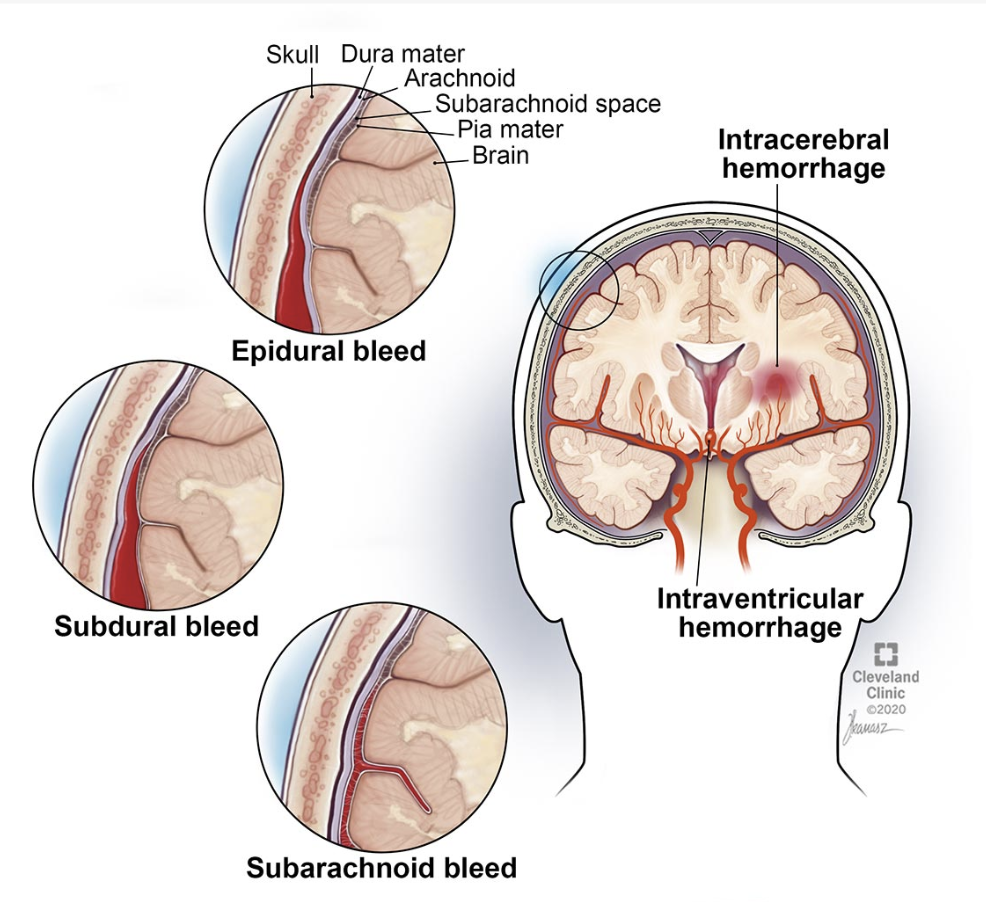 Skull
Dura mater
Arachnoid
Subarachnoid space
Pia mater
Brain
Epidural bleed
Subdural bleed
Subarachnoid bleed
Intracerebral
hemorrhage
Intraventricular
hemorrhage
Cleveland
Clinic
©2020